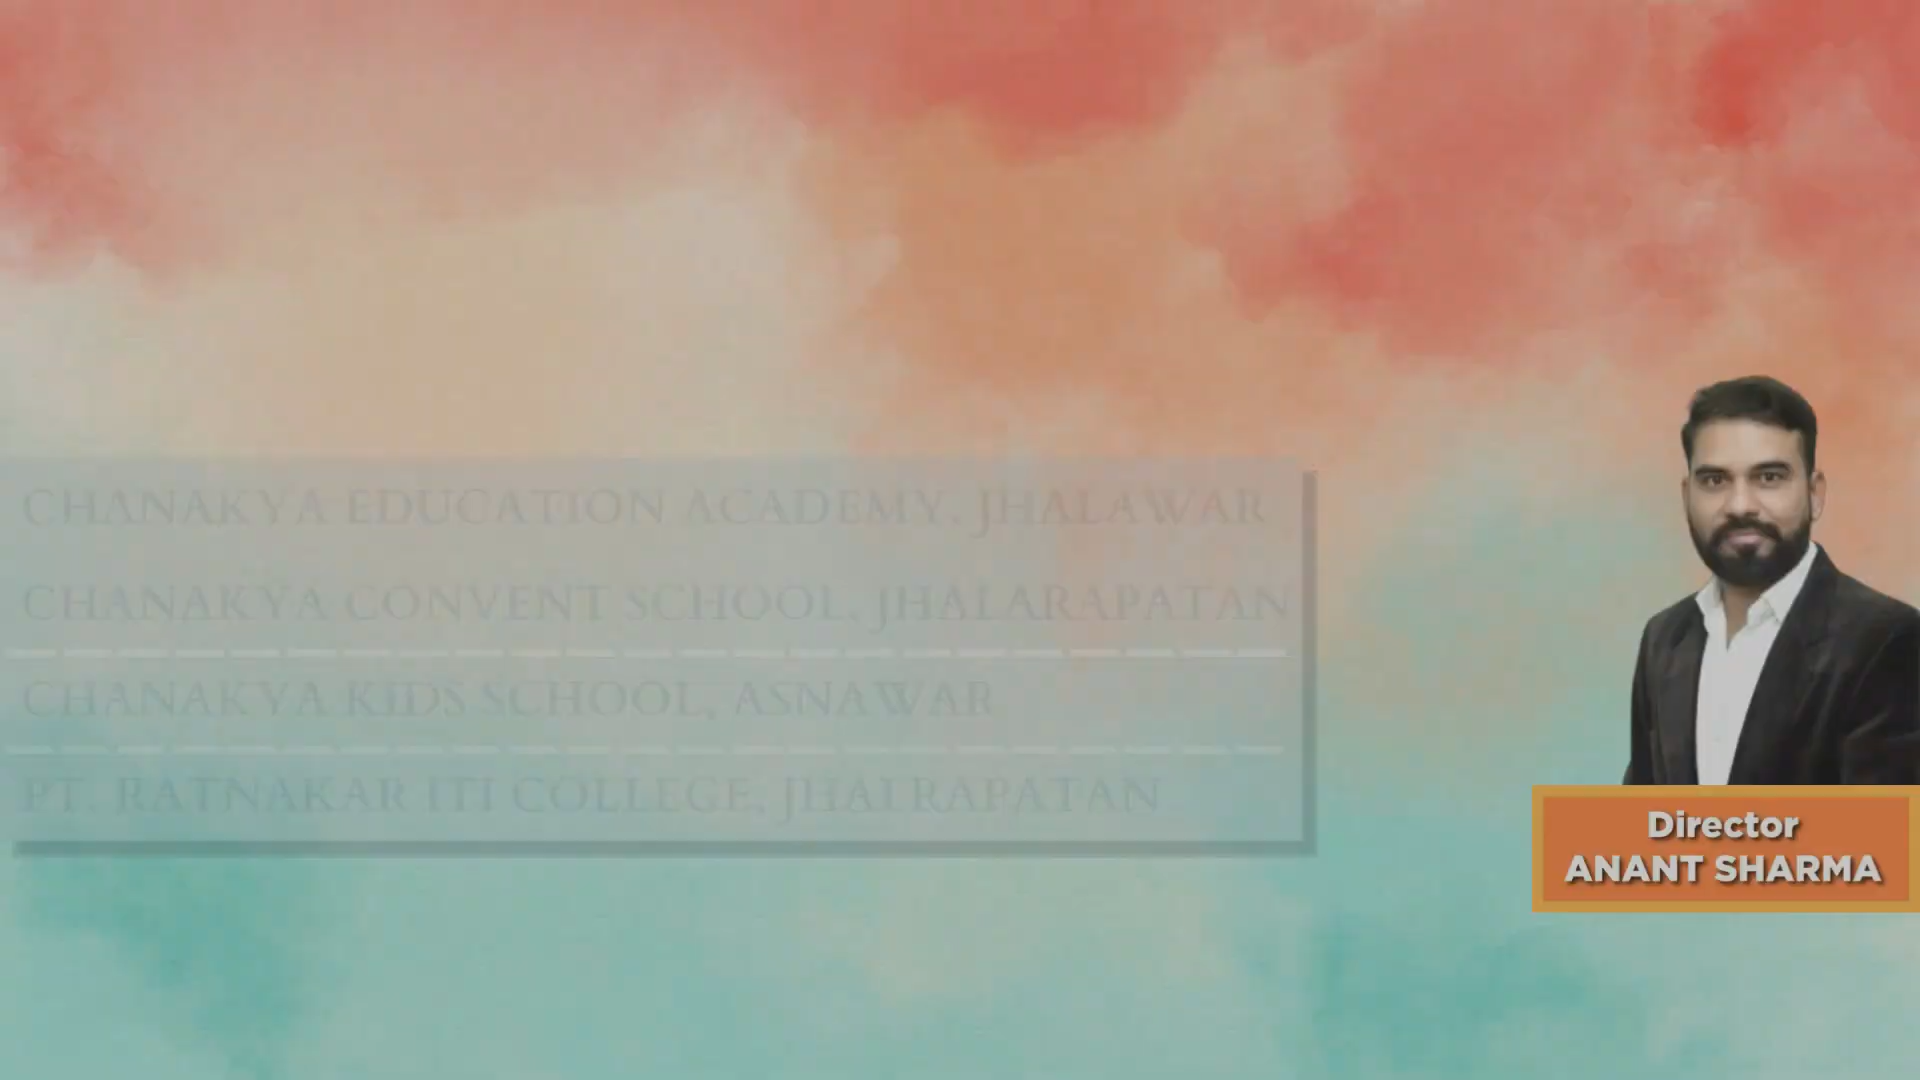 CHANAKYA EDUCATION ACADEMY, JHALAWAR
CHANAKYA CONVENT SCHOOL, JHALARAPATAN
CHANAKYA KIDS SCHOOL, ASNAWAR
PT. RATNAKAR ITI COLLEGE, JHALRAPATAN
Director
ANANT SHARMA